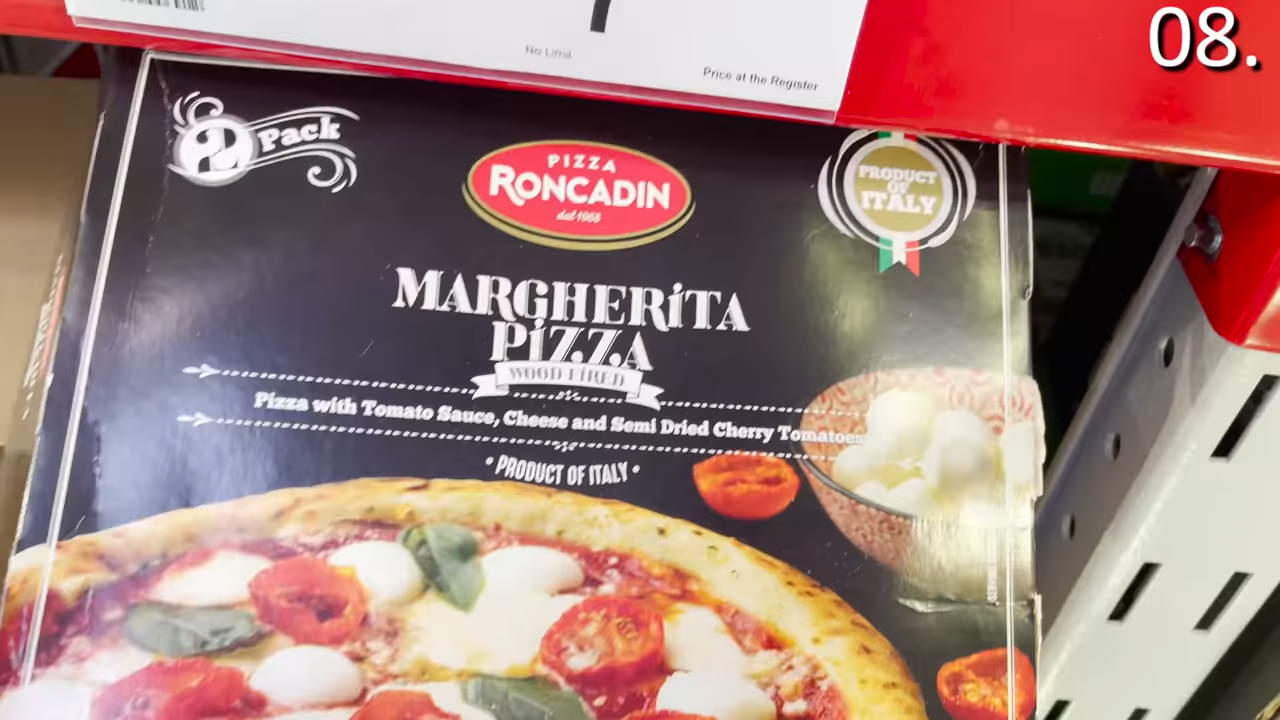 08.
No Limit
Price at the Register
2 Pack
PIZZA
RONCADIN
dal 1968
PRODUCT
OF
ITALY
MARGHERITA
PIZZA
WOOD FIRED
Pizza with Tomato Sauce, Cheese and Semi Dried Cherry Tomatoes
• PRODUCT OF ITALY •